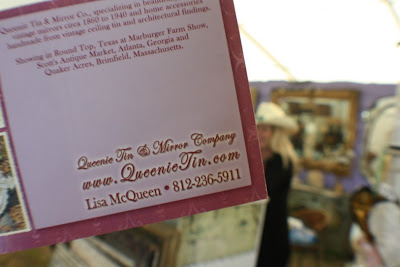 Queenie Tin & Mirror Co., specializing in beautiful
vintage mirrors circa 1860 to 1940 and home accessories
handmade from vintage ceiling tin and architectural findings.
Showing in Round Top, Texas at Marburger Farm Show,
Scott's Antique Market, Atlanta, Georgia and
Quaker Acres, Brimfield, Massachusetts.
Queenie Tin & Mirror Company
www.QueenieTin.com
Lisa McQueen • 812-236-5911